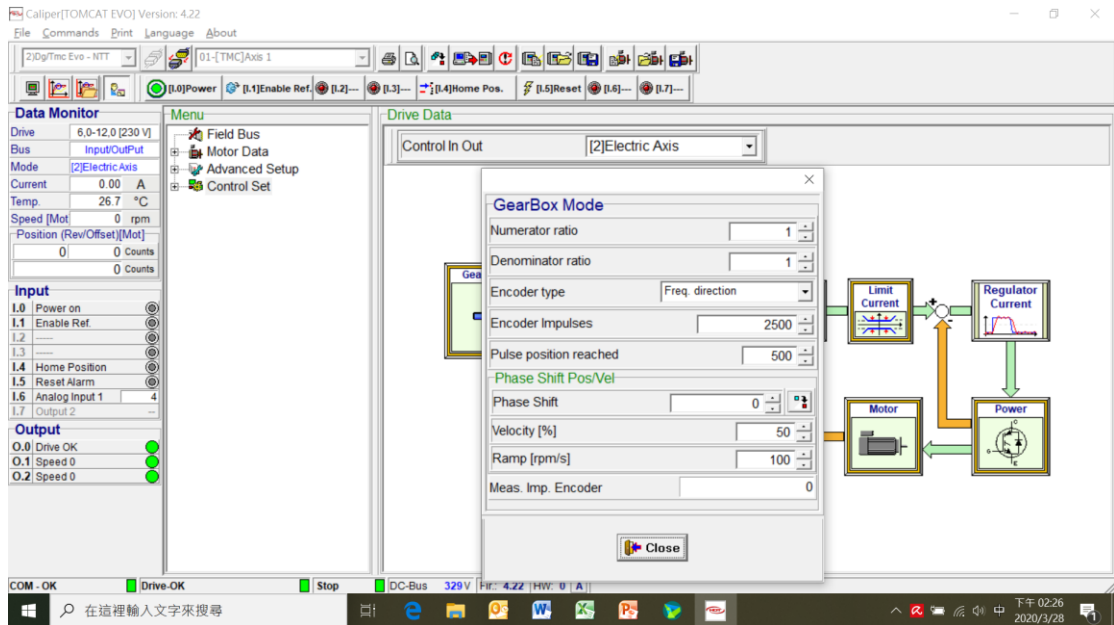 Caliper[TOMCAT EVO] Version: 4.22
File Commands Print Language About
2)Dg/Tmc Evo - NTT 01-[TMC]Axis 1
[I.0]Power [I.1]Enable Ref. [I.2]--- [I.3]--- [I.4]Home Pos. [I.5]Reset [I.6]--- [I.7]---
Data Monitor
Drive 6,0-12,0 [230 V]
Bus Input/OutPut
Mode [2]Electric Axis
Current 0.00 A
Temp. 26.7 °C
Speed [Mot 0 rpm
Position (Rev/Offset)[Mot]
0 0 Counts
0 Counts
Input
I.0 Power on
I.1 Enable Ref.
I.2 -----
I.3 -----
I.4 Home Position
I.5 Reset Alarm
I.6 Analog Input 1 4
I.7 Output 2 --
Output
O.0 Drive OK
O.1 Speed 0
O.2 Speed 0
Menu
Field Bus
Motor Data
Advanced Setup
Control Set
Drive Data
Control In Out [2]Electric Axis
GearBox Mode
Numerator ratio 1
Denominator ratio 1
Encoder type Freq. direction
Encoder Impulses 2500
Pulse position reached 500
Phase Shift Pos/Vel
Phase Shift 0
Velocity [%] 50
Ramp [rpm/s] 100
Meas. Imp. Encoder 0
Close
Gea
Limit
Current
Regulator
Current
Motor
Power
COM - OK Drive-OK Stop DC-Bus 329 V Fir.: 4.22 HW: 0 A
在這裡輸入文字來搜尋
中 下午 02:26
2020/3/28